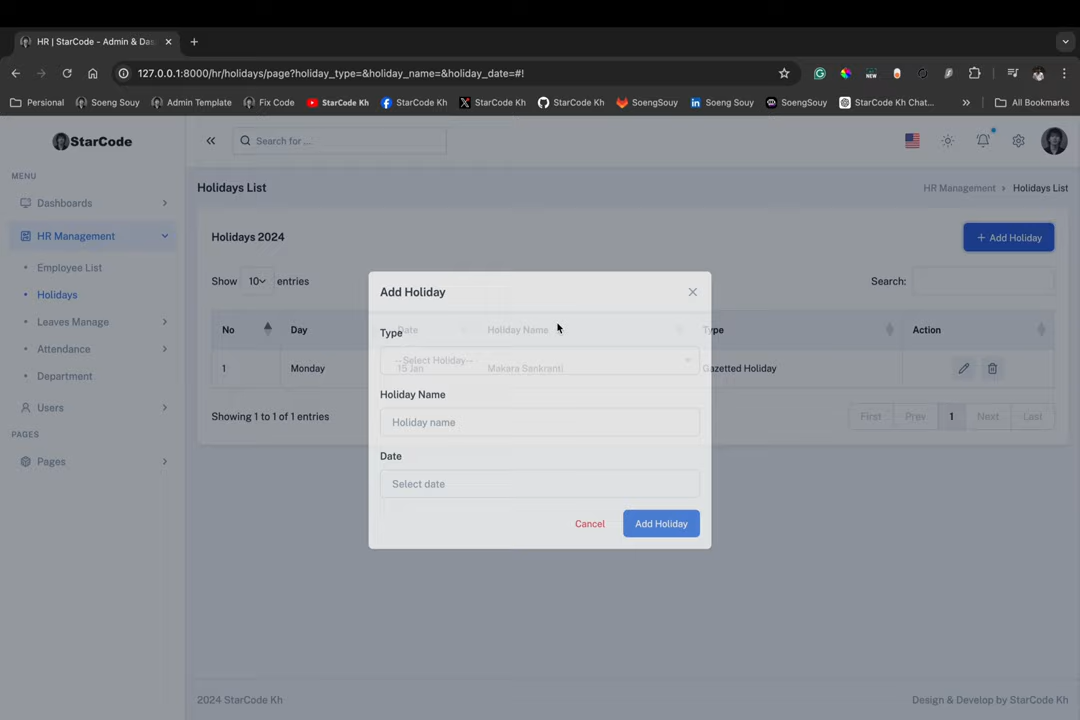 HR | StarCode - Admin & Das
127.0.0.1:8000/hr/holidays/page?holiday_type=&holiday_name=&holiday_date=#!
Personal Soeng Souy Admin Template Fix Code StarCode Kh StarCode Kh StarCode Kh StarCode Kh SoengSouy Soeng Souy SoengSouy StarCode Kh Chat... » All Bookmarks
StarCode
Search for ...
MENU
Dashboards
HR Management
Employee List
Holidays
Leaves Manage
Attendance
Department
Users
PAGES
Pages
Holidays List
HR Management Holidays List
Holidays 2024
+ Add Holiday
Show 10 entries
Search:
No Day Date Holiday Name Type Action
1 Monday 15 Jan Makara Sankranti Gazetted Holiday
Showing 1 to 1 of 1 entries
First Prev 1 Next Last
Add Holiday
Type
--Select Holiday--
Holiday Name
Holiday name
Date
Select date
Cancel Add Holiday
2024 StarCode Kh
Design & Develop by StarCode Kh